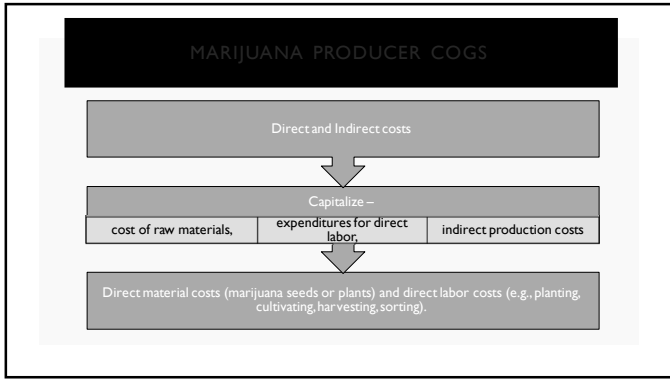 MARIJUANA PRODUCER COGS
Direct and Indirect costs
Capitalize –
cost of raw materials,
expenditures for direct
labor,
indirect production costs
Direct material costs (marijuana seeds or plants) and direct labor costs (e.g., planting,
cultivating, harvesting, sorting).